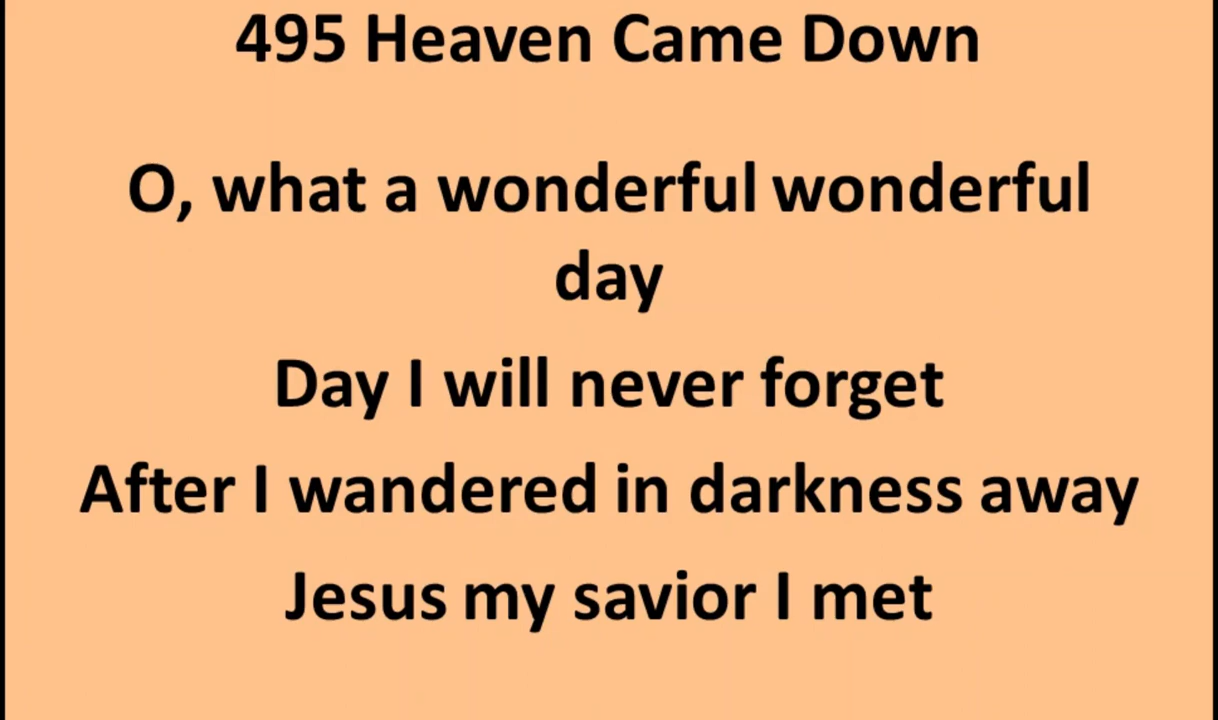 495 Heaven Came Down
O, what a wonderful wonderful
day
Day I will never forget
After I wandered in darkness away
Jesus my savior I met